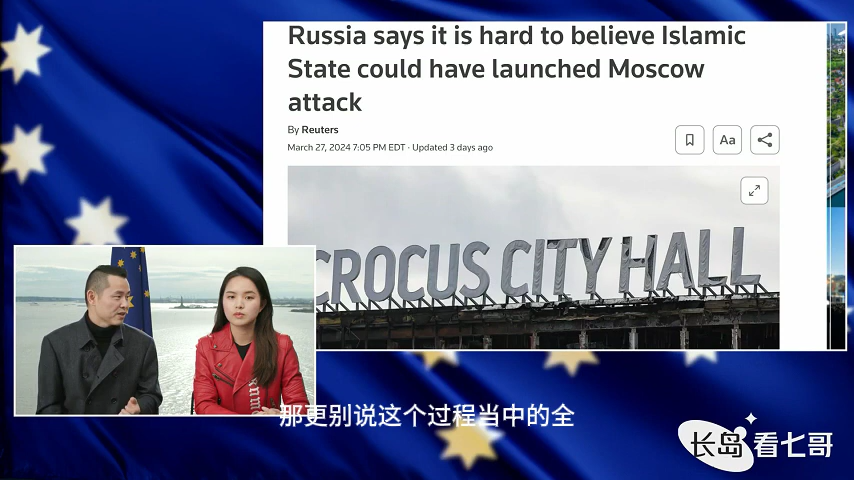 Russia says it is hard to believe Islamic
State could have launched Moscow
attack
By Reuters
March 27, 2024 7:05 PM EDT · Updated 3 days ago
Aa
CROCUS CITY HALL
那更别说这个过程当中的全
长岛看七哥